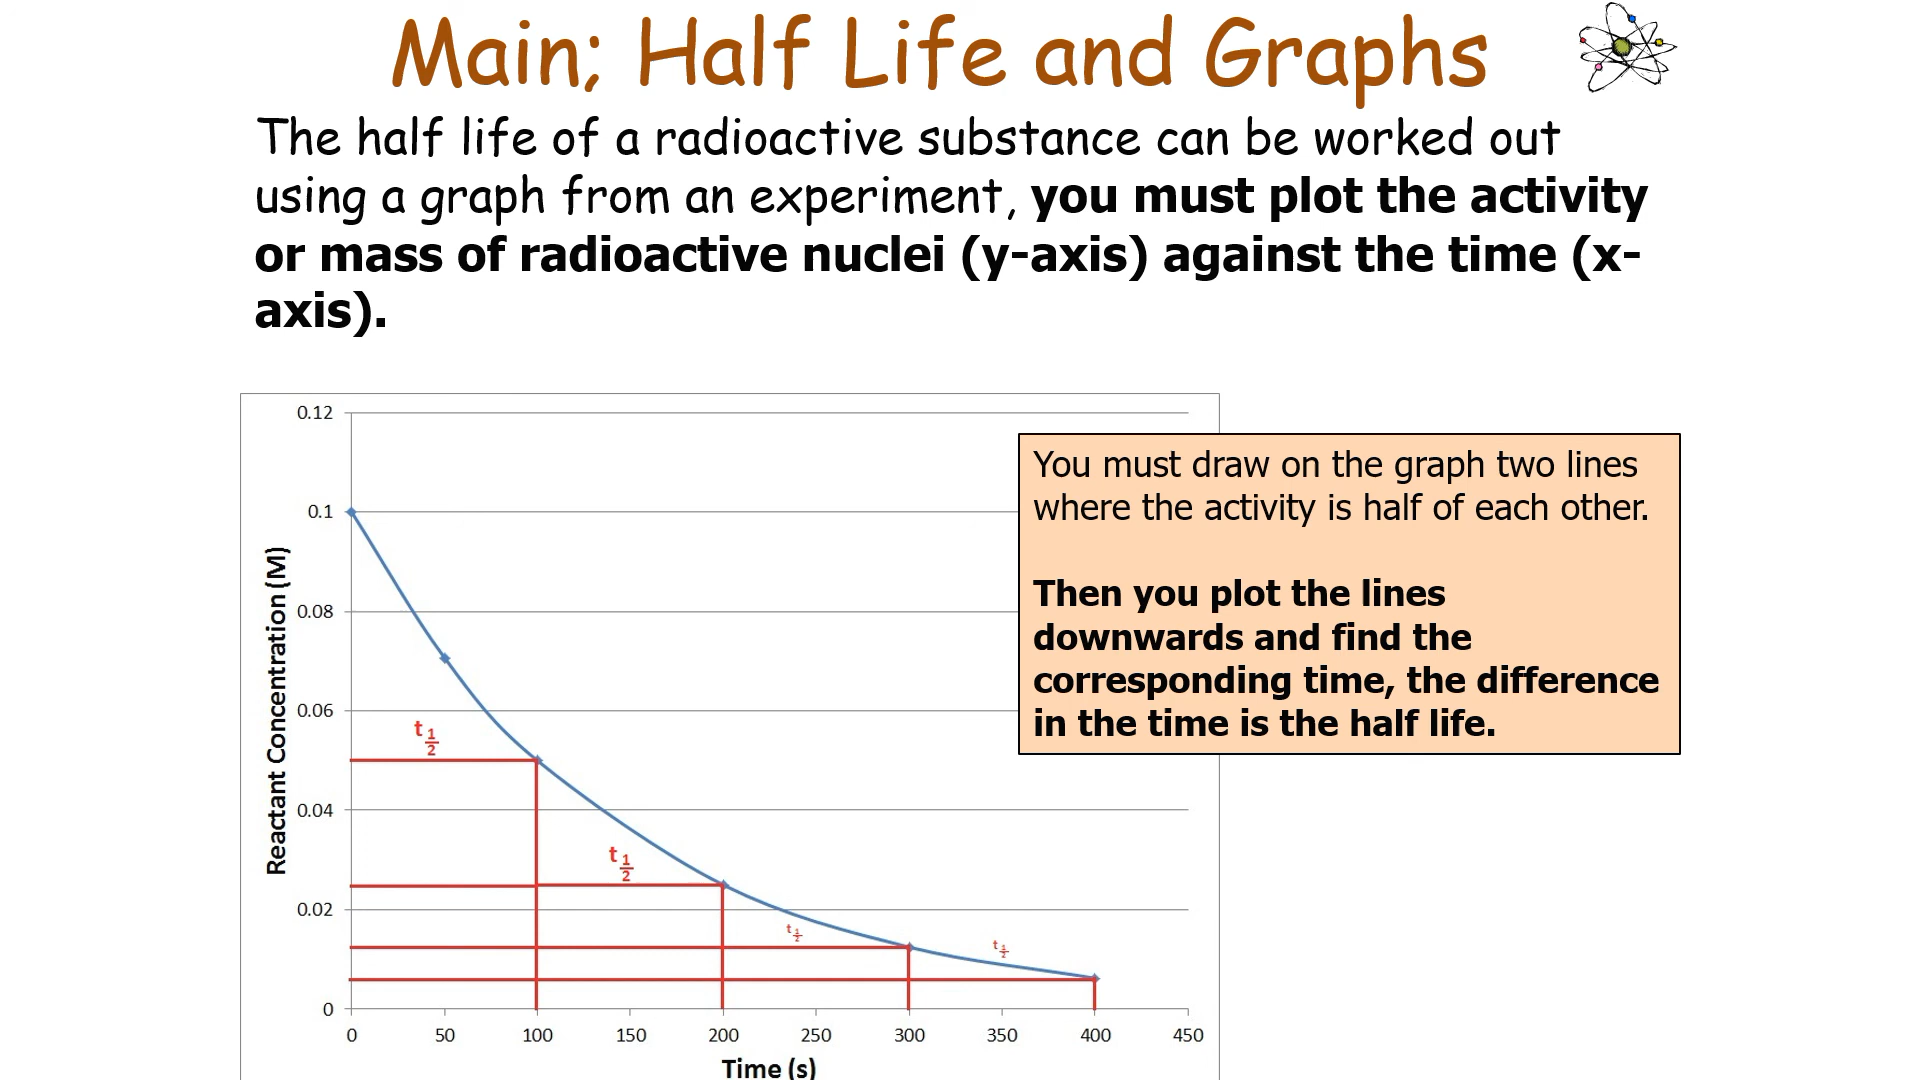 Main; Half Life and Graphs
The half life of a radioactive substance can be worked out
using a graph from an experiment, you must plot the activity
or mass of radioactive nuclei (y-axis) against the time (x-
axis).
You must draw on the graph two lines
where the activity is half of each other.
Then you plot the lines
downwards and find the
corresponding time, the difference
in the time is the half life.
Reactant Concentration (M)
0.12
0.1
0.08
0.06
0.04
0.02
0
t 1/2
t 1/2
t 1/2
t 1/2
0 50 100 150 200 250 300 350 400 450
Time (s)